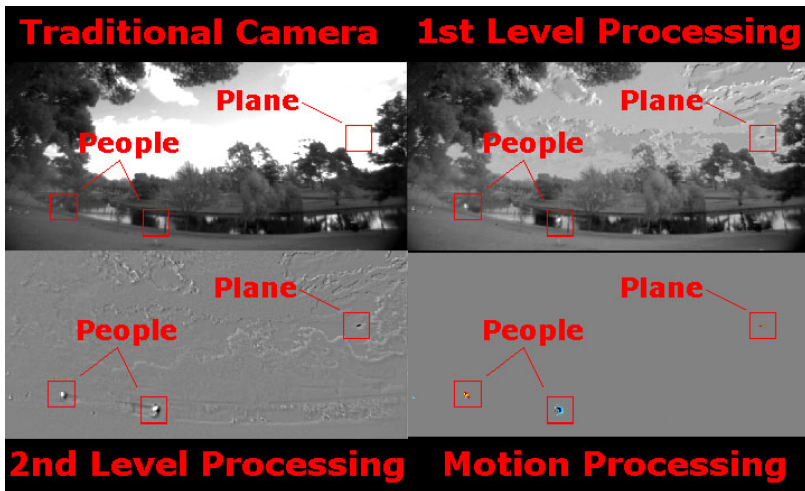 Traditional Camera
1st Level Processing
Plane
People
Plane
People
Plane
People
Plane
People
2nd Level Processing
Motion Processing